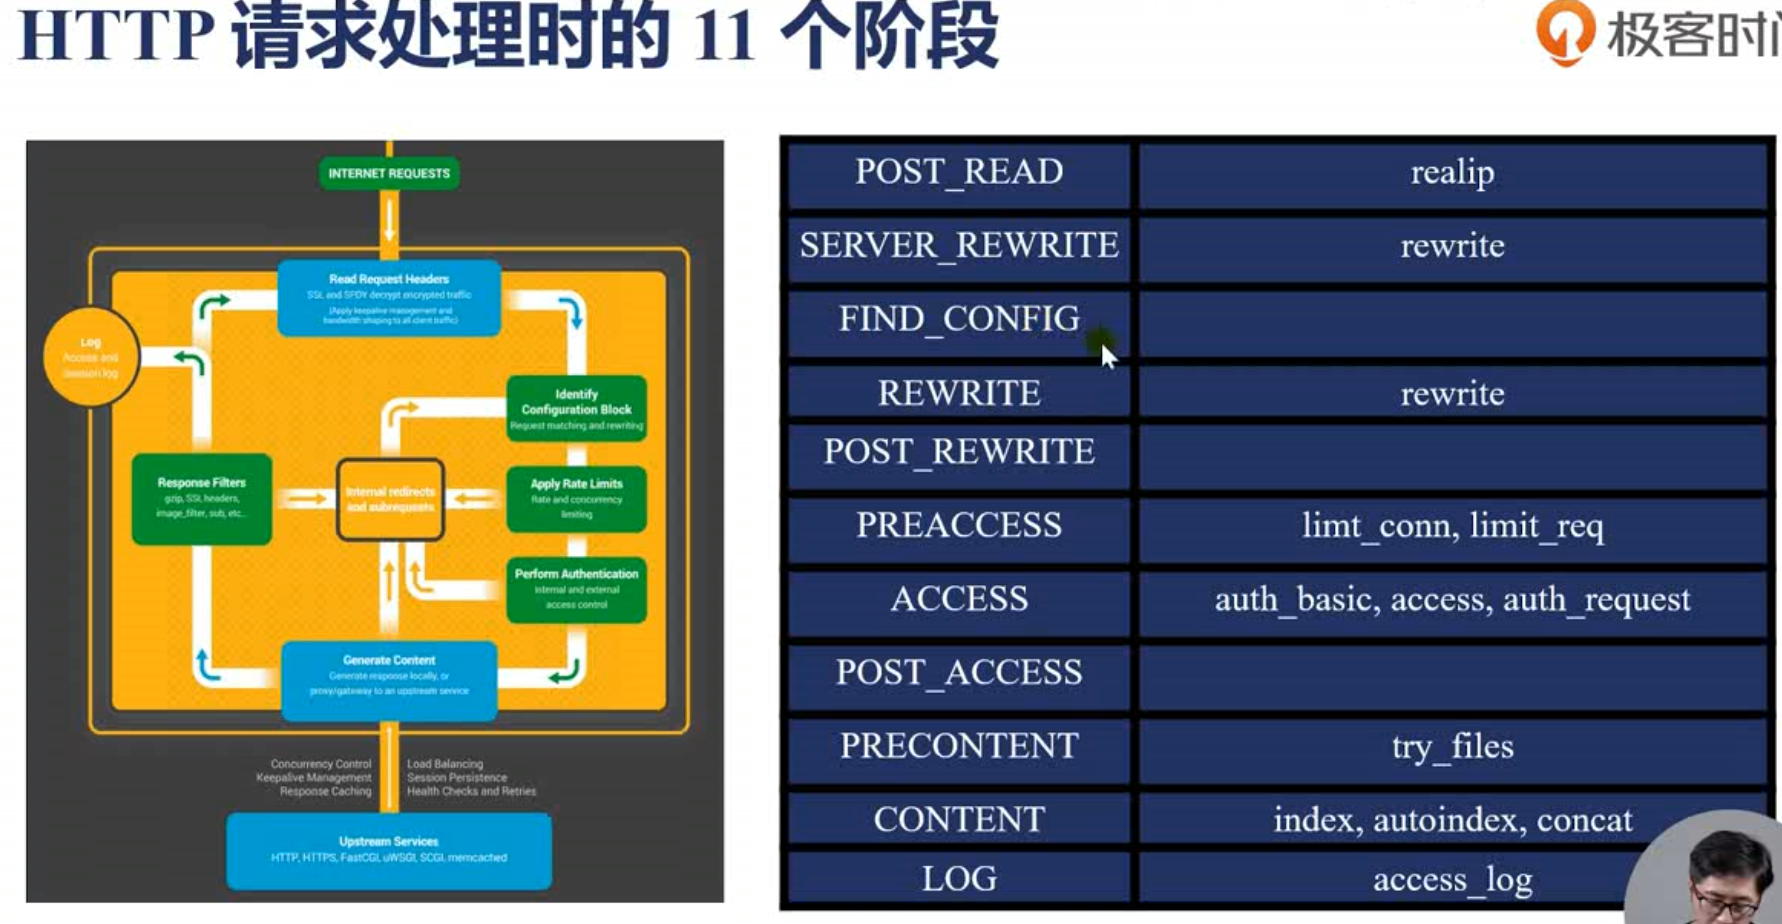 HTTP 请求处理时的 11 个阶段
极客时间
INTERNET REQUESTS
Read Request Headers
SSL and SPDY decrypt encrypted traffic
(Apply keepalive management and
bandwidth shaping to all client traffic)
Log
Access and
session log
Identify
Configuration Block
Request matching and rewriting
Response Filters
gzip, SSI, headers,
image_filter, sub, etc...
Internal redirects
and subrequests
Apply Rate Limits
Rate and concurrency
limiting
Perform Authentication
Internal and external
access control
Generate Content
Generate response locally, or
proxy/gateway to an upstream service
Concurrency Control
Keepalive Management
Response Caching
Load Balancing
Session Persistence
Health Checks and Retries
Upstream Services
HTTP, HTTPS, FastCGI, uWSGI, SCGI, memcached
POST_READ realip
SERVER_REWRITE rewrite
FIND_CONFIG
REWRITE rewrite
POST_REWRITE
PREACCESS limt_conn, limit_req
ACCESS auth_basic, access, auth_request
POST_ACCESS
PRECONTENT try_files
CONTENT index, autoindex, concat
LOG access_log